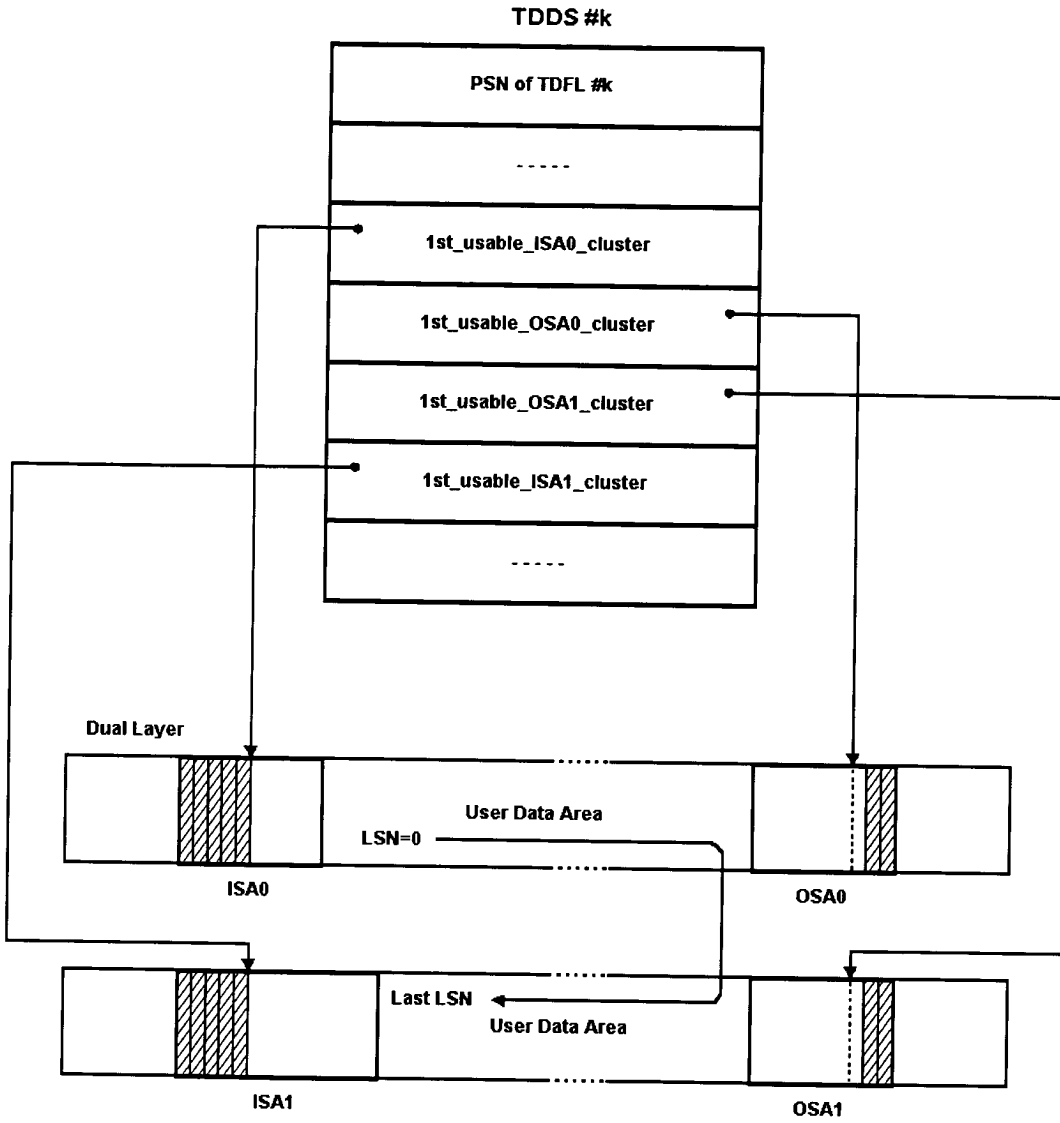 TDDS #k
PSN of TDFL #k
-----
1st_usable_ISA0_cluster
1st_usable_OSA0_cluster
1st_usable_OSA1_cluster
1st_usable_ISA1_cluster
-----
Dual Layer
User Data Area
LSN=0
ISA0
OSA0
Last LSN
User Data Area
ISA1
OSA1